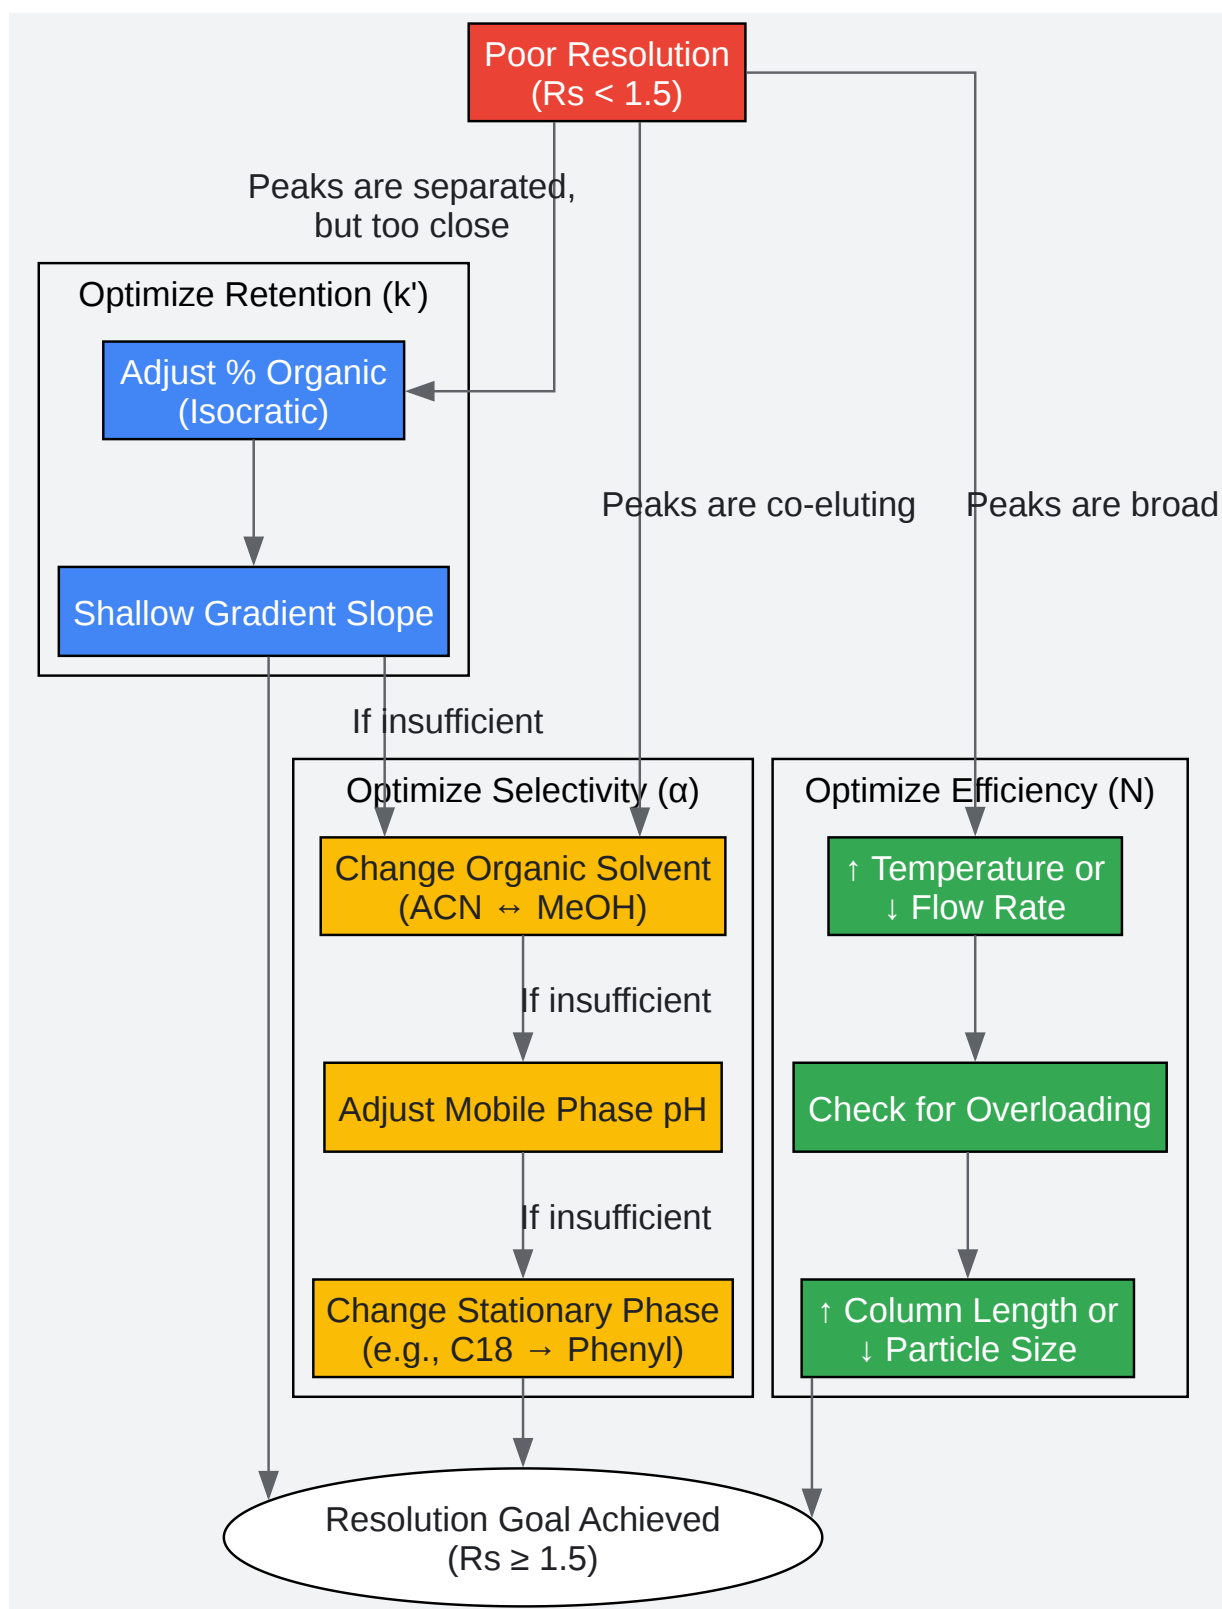 Poor Resolution
(Rs < 1.5)
Peaks are separated,
but too close
Optimize Retention (k')
Adjust % Organic
(Isocratic)
Peaks are co-eluting
Peaks are broad
Shallow Gradient Slope
If insufficient
Optimize Selectivity (α)
Optimize Efficiency (N)
Change Organic Solvent
(ACN ↔ MeOH)
↑ Temperature or
↓ Flow Rate
If insufficient
Adjust Mobile Phase pH
Check for Overloading
If insufficient
Change Stationary Phase
(e.g., C18 → Phenyl)
↑ Column Length or
↓ Particle Size
Resolution Goal Achieved
(Rs ≥ 1.5)